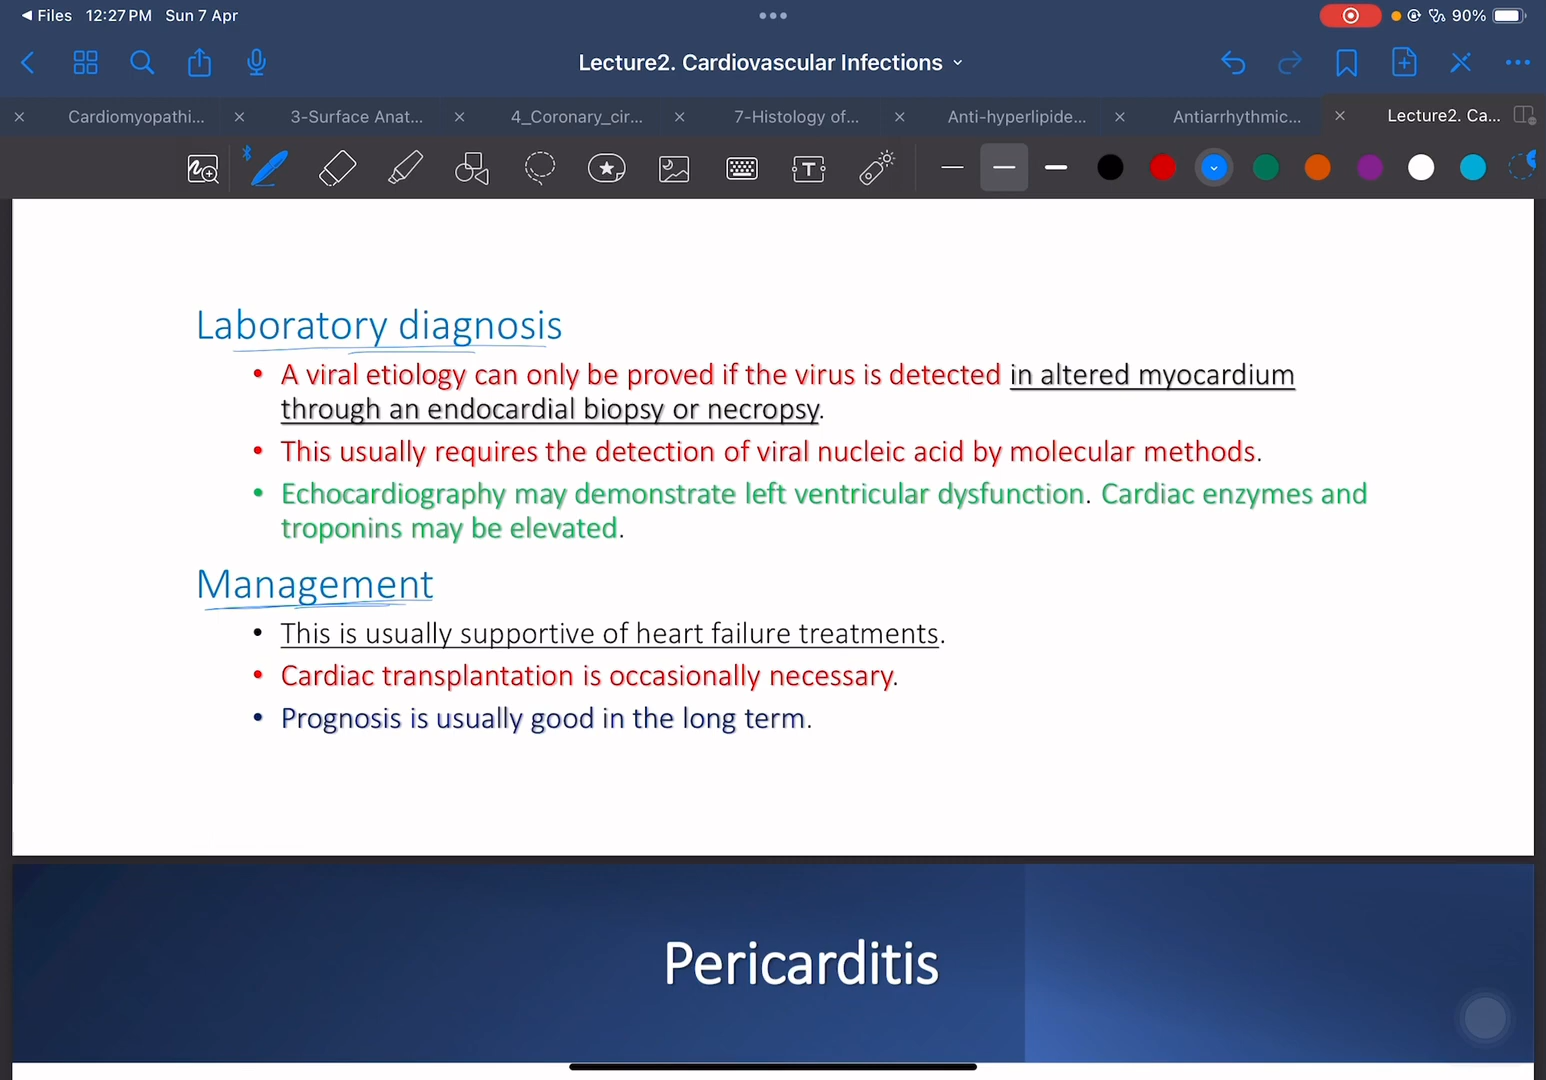 Files 12:27 PM Sun 7 Apr 90%
Lecture2. Cardiovascular Infections
Cardiomyopathi... 3-Surface Anat... 4_Coronary_cir... 7-Histology of... Anti-hyperlipide... Antiarrhythmic... Lecture2. Ca...
T
Laboratory diagnosis
• A viral etiology can only be proved if the virus is detected in altered myocardium
through an endocardial biopsy or necropsy.
• This usually requires the detection of viral nucleic acid by molecular methods.
• Echocardiography may demonstrate left ventricular dysfunction. Cardiac enzymes and
troponins may be elevated.
Management
• This is usually supportive of heart failure treatments.
• Cardiac transplantation is occasionally necessary.
• Prognosis is usually good in the long term.
Pericarditis